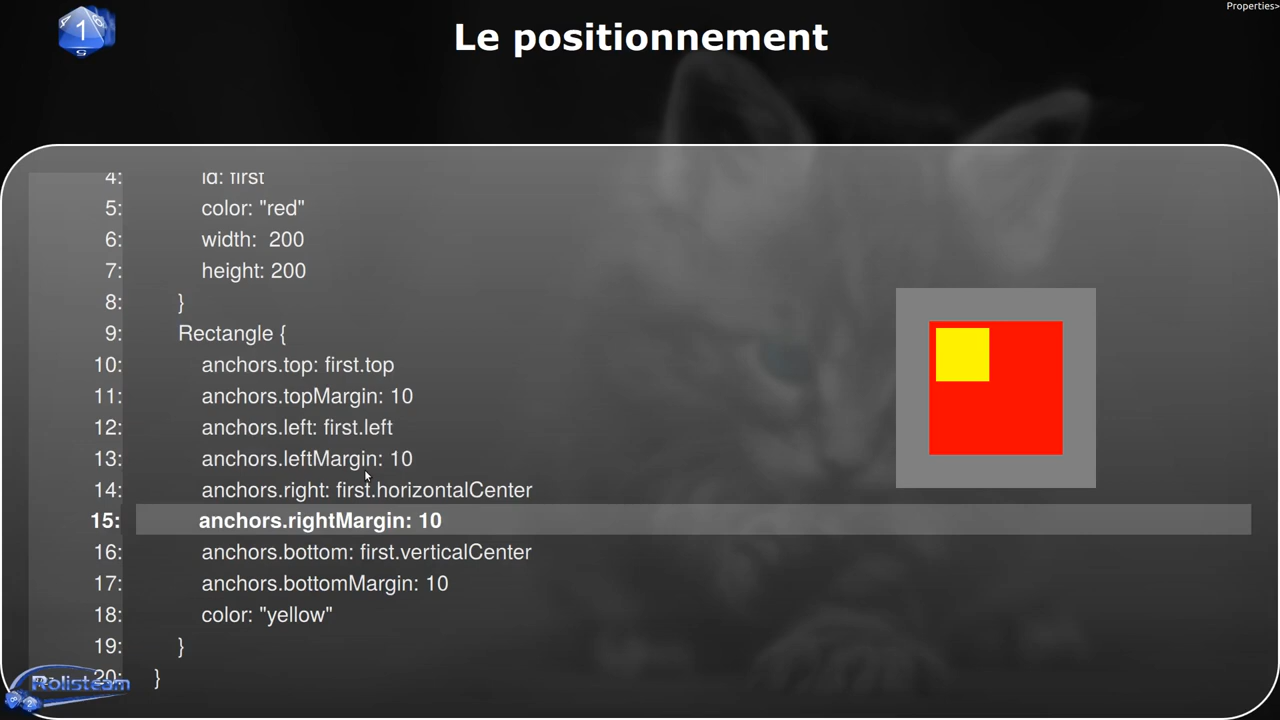 Properties>
Le positionnement
4: id: first
5: color: "red"
6: width: 200
7: height: 200
8: }
9: Rectangle {
10: anchors.top: first.top
11: anchors.topMargin: 10
12: anchors.left: first.left
13: anchors.leftMargin: 10
14: anchors.right: first.horizontalCenter
15: anchors.rightMargin: 10
16: anchors.bottom: first.verticalCenter
17: anchors.bottomMargin: 10
18: color: "yellow"
19: }
20: }
Rolisteam